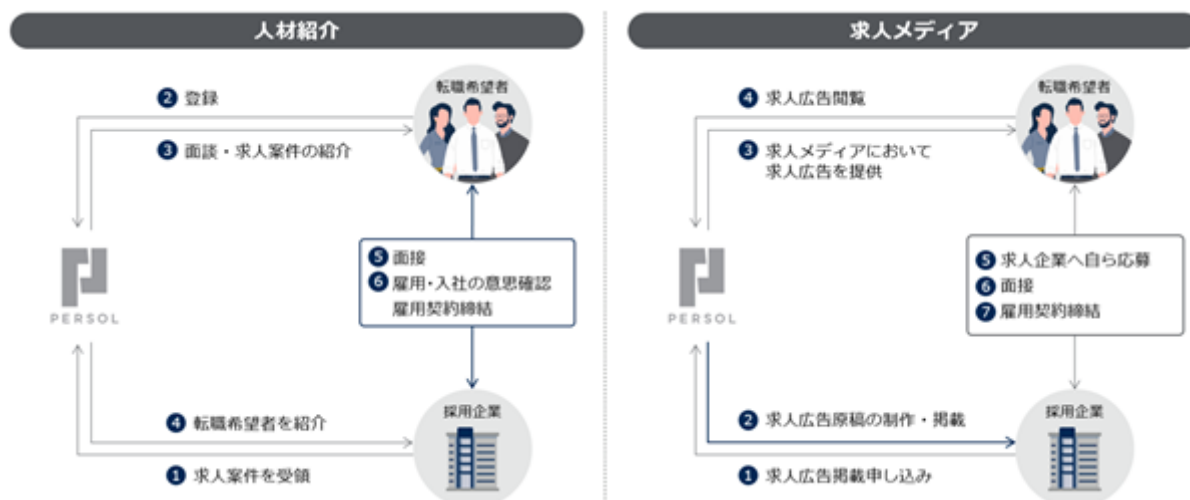 人材紹介
転職希望者
❷ 登録
❸ 面談・求人案件の紹介
❺ 面接
❻ 雇用・入社の意思確認
雇用契約締結
PERSOL
採用企業
❹ 転職希望者を紹介
❶ 求人案件を受領
求人メディア
転職希望者
❹ 求人広告閲覧
❸ 求人メディアにおいて
求人広告を提供
❺ 求人企業へ自ら応募
❻ 面接
❼ 雇用契約締結
PERSOL
採用企業
❷ 求人広告原稿の制作・掲載
❶ 求人広告掲載申し込み